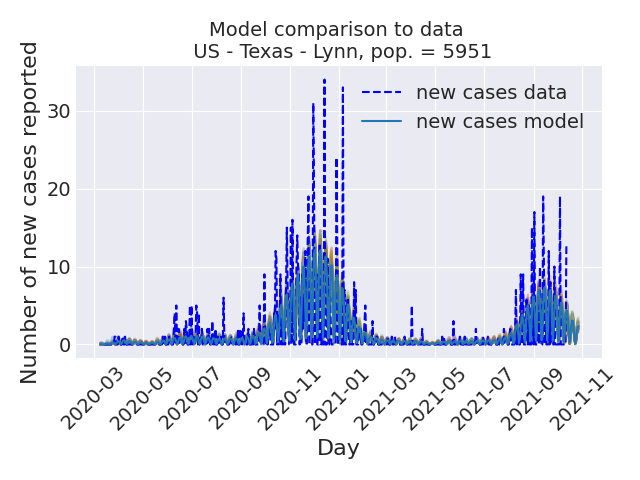 Model comparison to data
US - Texas - Lynn, pop. = 5951
Number of new cases reported
30
20
10
0
new cases data
new cases model
2020-03
2020-05
2020-07
2020-09
2020-11
2021-01
2021-03
2021-05
2021-07
2021-09
2021-11
Day